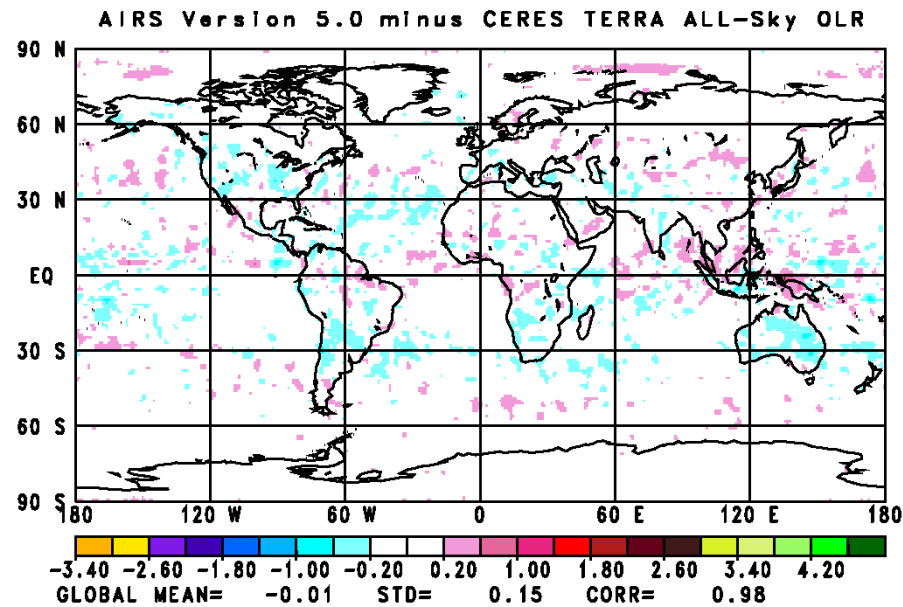 AIRS Version 5.0 minus CERES TERRA ALL-Sky OLR
90 N
60 N
30 N
EQ
30 S
60 S
90 S
180 120 W 60 W 0 60 E 120 E 180
-3.40 -2.60 -1.80 -1.00 -0.20 0.20 1.00 1.80 2.60 3.40 4.20
GLOBAL MEAN= -0.01 STD= 0.15 CORR= 0.98